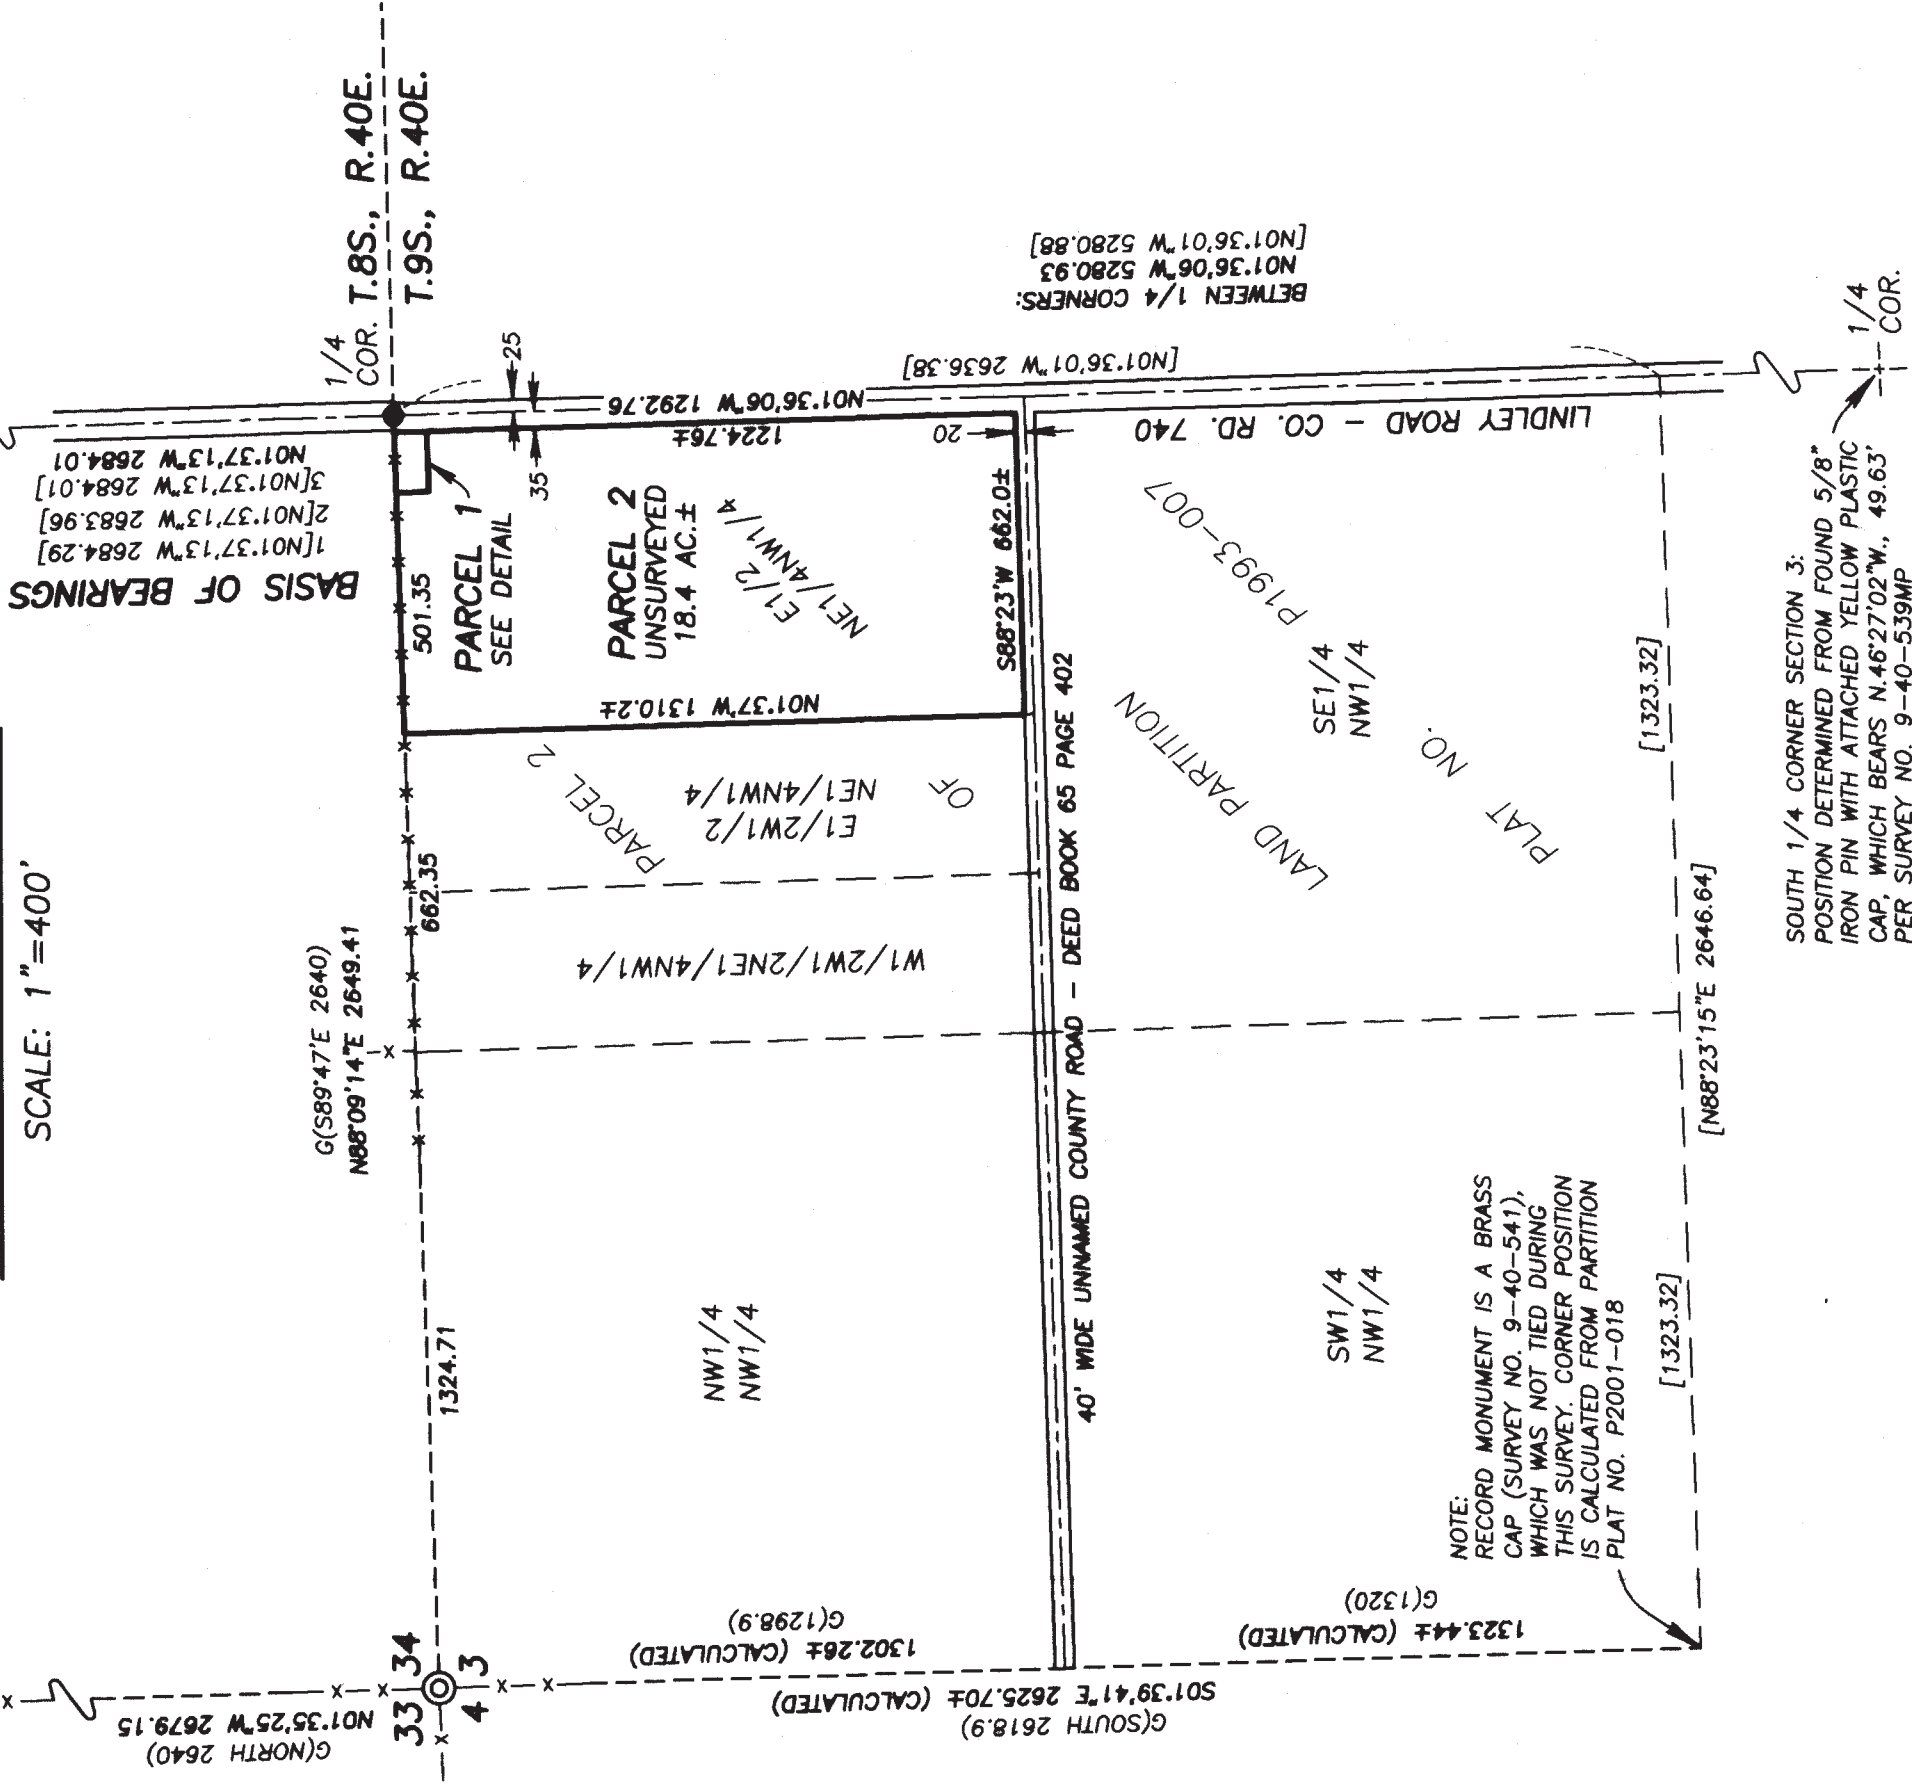 SCALE: 1"=400'
BASIS OF BEARINGS
1[N01°37'13"W 2684.29]
2[N01°37'13"W 2683.96]
3[N01°37'13"W 2684.01]
N01°37'13"W 2684.01
1/4
COR.
T.8S., R.40E.
T.9S., R.40E.
G(S89°47'E 2640)
N88°09'14"E 2649.41
1324.71
662.35
501.35
PARCEL 1
SEE DETAIL
35
25
PARCEL 2
UNSURVEYED
18.4 AC.±
E1/2
NE1/4NW1/4
N01°36'06"W 1292.76
1224.76±
20
S88°23'W 662.0±
N01°37'W 1310.2±
[N01°36'01"W 2636.38]
BETWEEN 1/4 CORNERS:
N01°36'06"W 5280.93
[N01°36'01"W 5280.88]
LINDLEY ROAD - CO. RD. 740
E1/2W1/2
NE1/4NW1/4
W1/2W1/2NE1/4NW1/4
PARCEL 2
OF
LAND PARTITION
PLAT NO.
P1993-007
40' WIDE UNNAMED COUNTY ROAD - DEED BOOK 65 PAGE 402
NW1/4
NW1/4
SE1/4
NW1/4
SW1/4
NW1/4
G(NORTH 2640)
N01°35'25"W 2679.15
33 34
4 3
G(1298.9)
1302.26± (CALCULATED)
S01°39'41"E 2625.70± (CALCULATED)
G(SOUTH 2618.9)
G(1320)
1323.44± (CALCULATED)
NOTE:
RECORD MONUMENT IS A BRASS
CAP (SURVEY NO. 9-40-541),
WHICH WAS NOT TIED DURING
THIS SURVEY. CORNER POSITION
IS CALCULATED FROM PARTITION
PLAT NO. P2001-018
[1323.32]
[1323.32]
[N88°23'15"E 2646.64]
SOUTH 1/4 CORNER SECTION 3:
POSITION DETERMINED FROM FOUND 5/8"
IRON PIN WITH ATTACHED YELLOW PLASTIC
CAP, WHICH BEARS N.46°27'02"W., 49.63'
PER SURVEY NO. 9-40-539MP
1/4
COR.